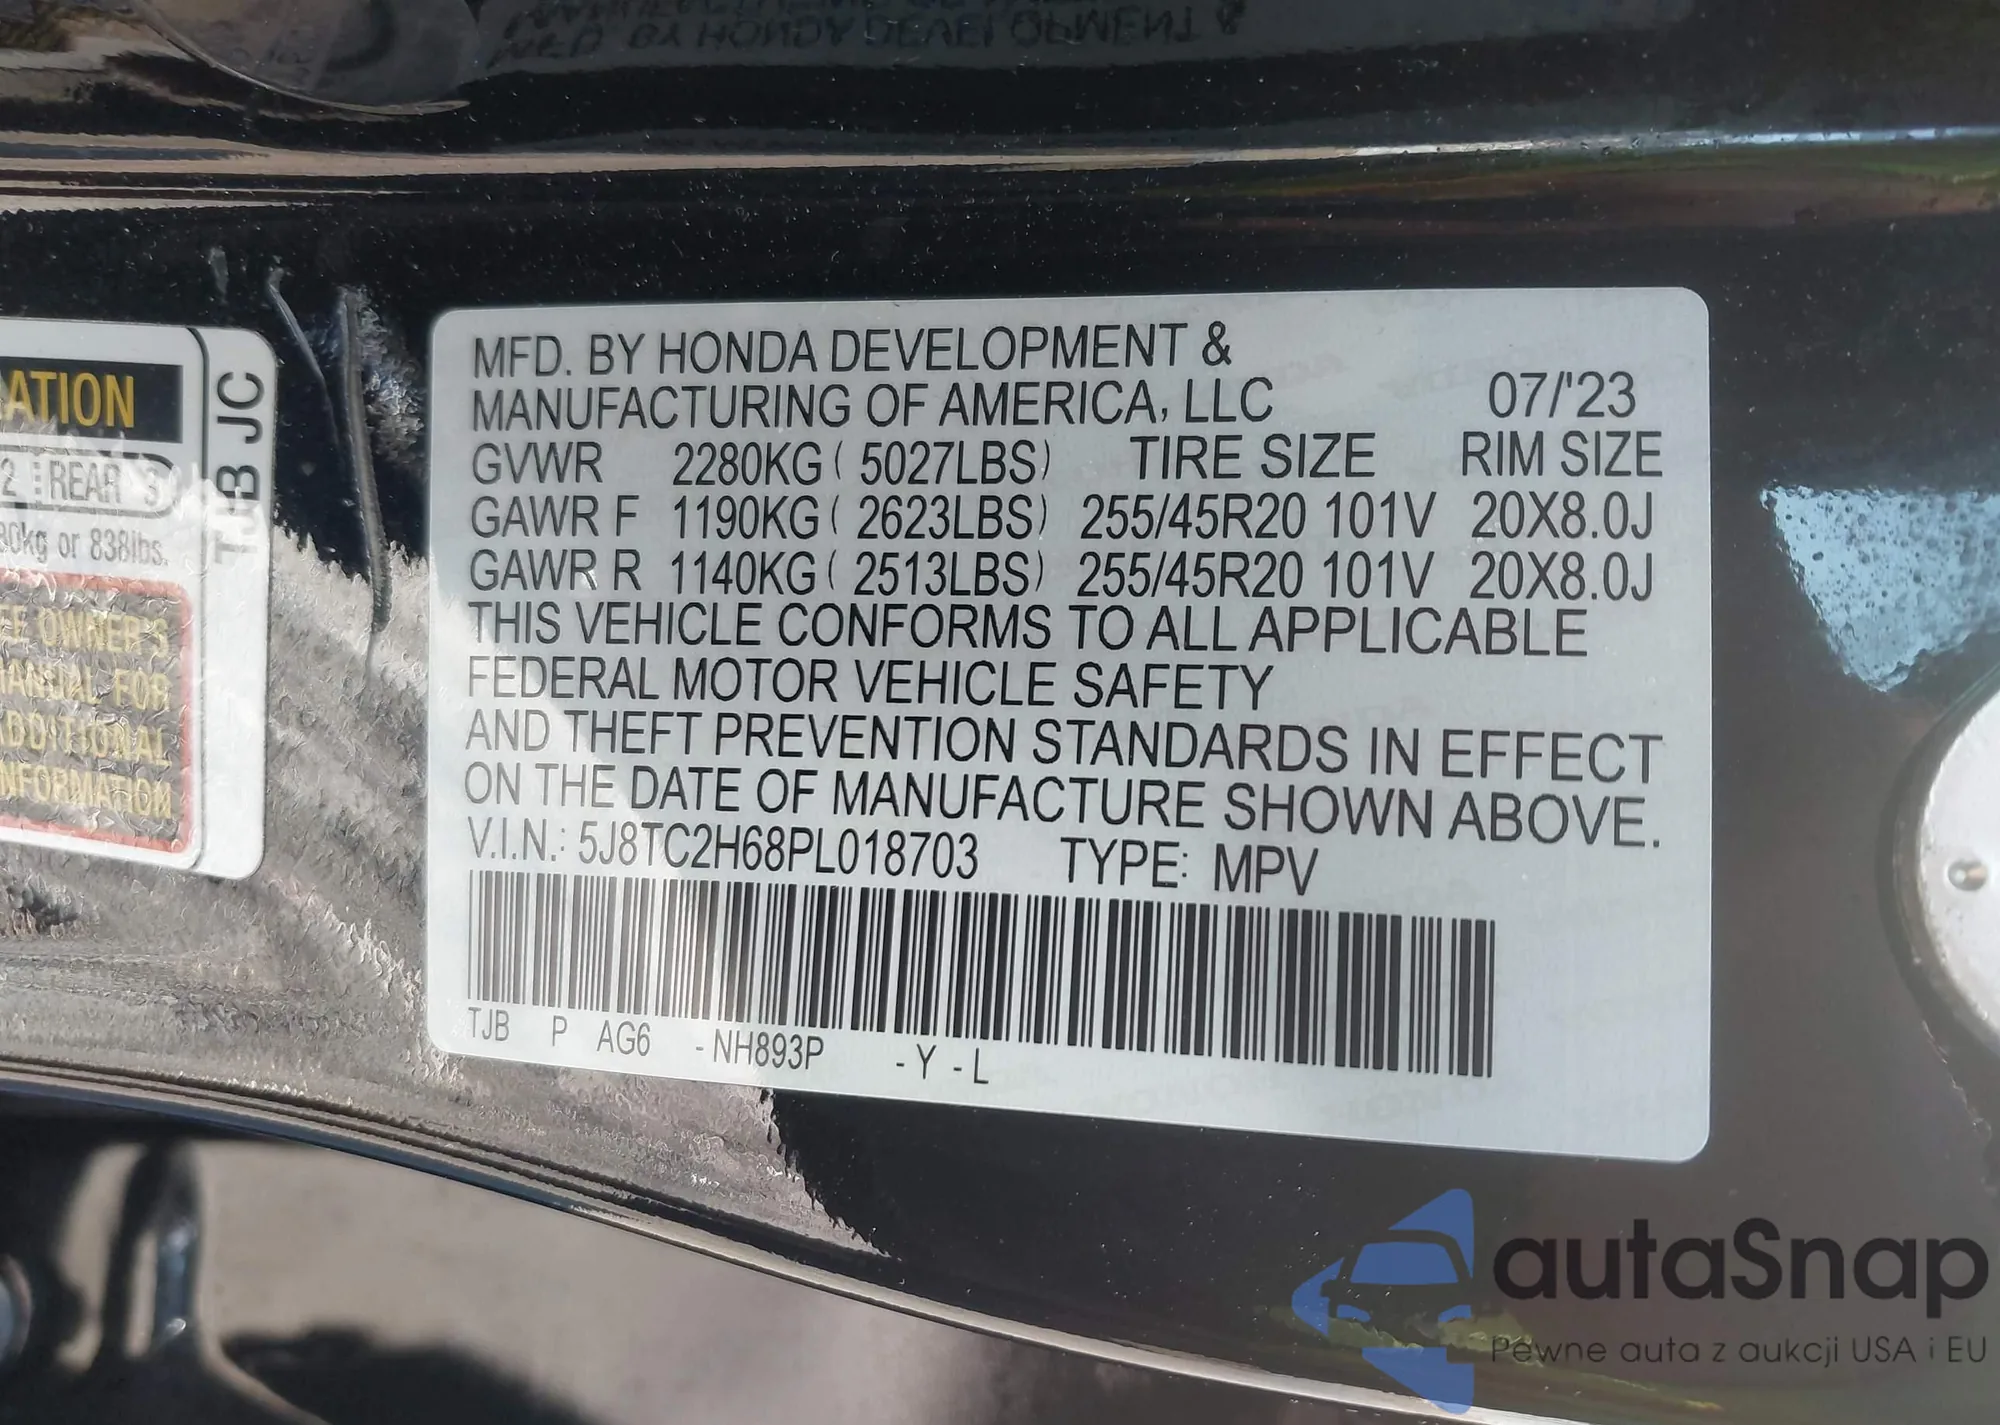 MFD. BY HONDA DEVELOPMENT &
MANUFACTURING OF AMERICA, LLC 07/'23
GVWR 2280KG ( 5027LBS) TIRE SIZE RIM SIZE
GAWR F 1190KG ( 2623LBS) 255/45R20 101V 20X8.0J
GAWR R 1140KG ( 2513LBS) 255/45R20 101V 20X8.0J
THIS VEHICLE CONFORMS TO ALL APPLICABLE
FEDERAL MOTOR VEHICLE SAFETY
AND THEFT PREVENTION STANDARDS IN EFFECT
ON THE DATE OF MANUFACTURE SHOWN ABOVE.
V.I.N.: 5J8TC2H68PL018703 TYPE: MPV
TJB P AG6 -NH893P -Y-L
ATION
2 REAR 3
80kg or 838lbs.
EE OWNER'S
MANUAL FOR
ADDITIONAL
INFORMATION
TJB JC
autaSnap
Pewne auta z aukcji USA i EU